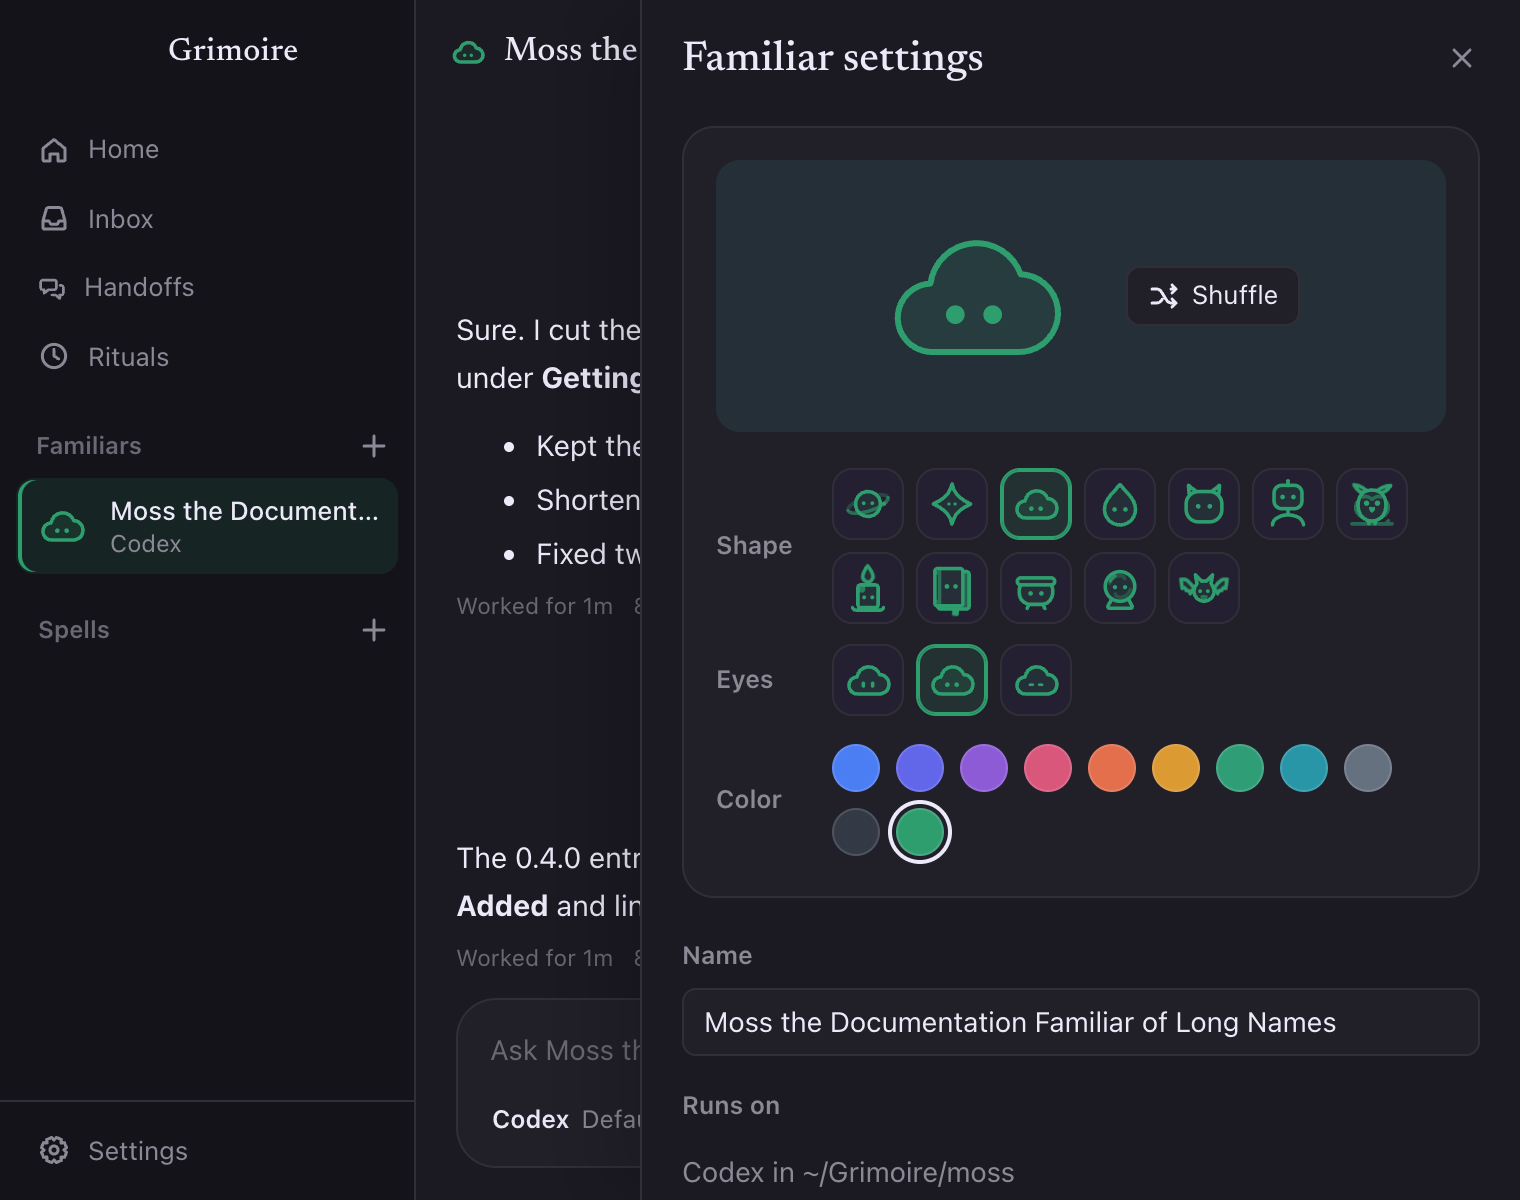 Grimoire
Home
Inbox
Handoffs
Rituals
Familiars
Moss the Document...
Codex
Spells
Settings
Moss the
Sure. I cut the
under Getting
Kept the
Shorten
Fixed tw
Worked for 1m
The 0.4.0 entr
Added and lin
Worked for 1m
Ask Moss th
Codex Defau
Familiar settings
Shuffle
Shape
Eyes
Color
Name
Moss the Documentation Familiar of Long Names
Runs on
Codex in ~/Grimoire/moss